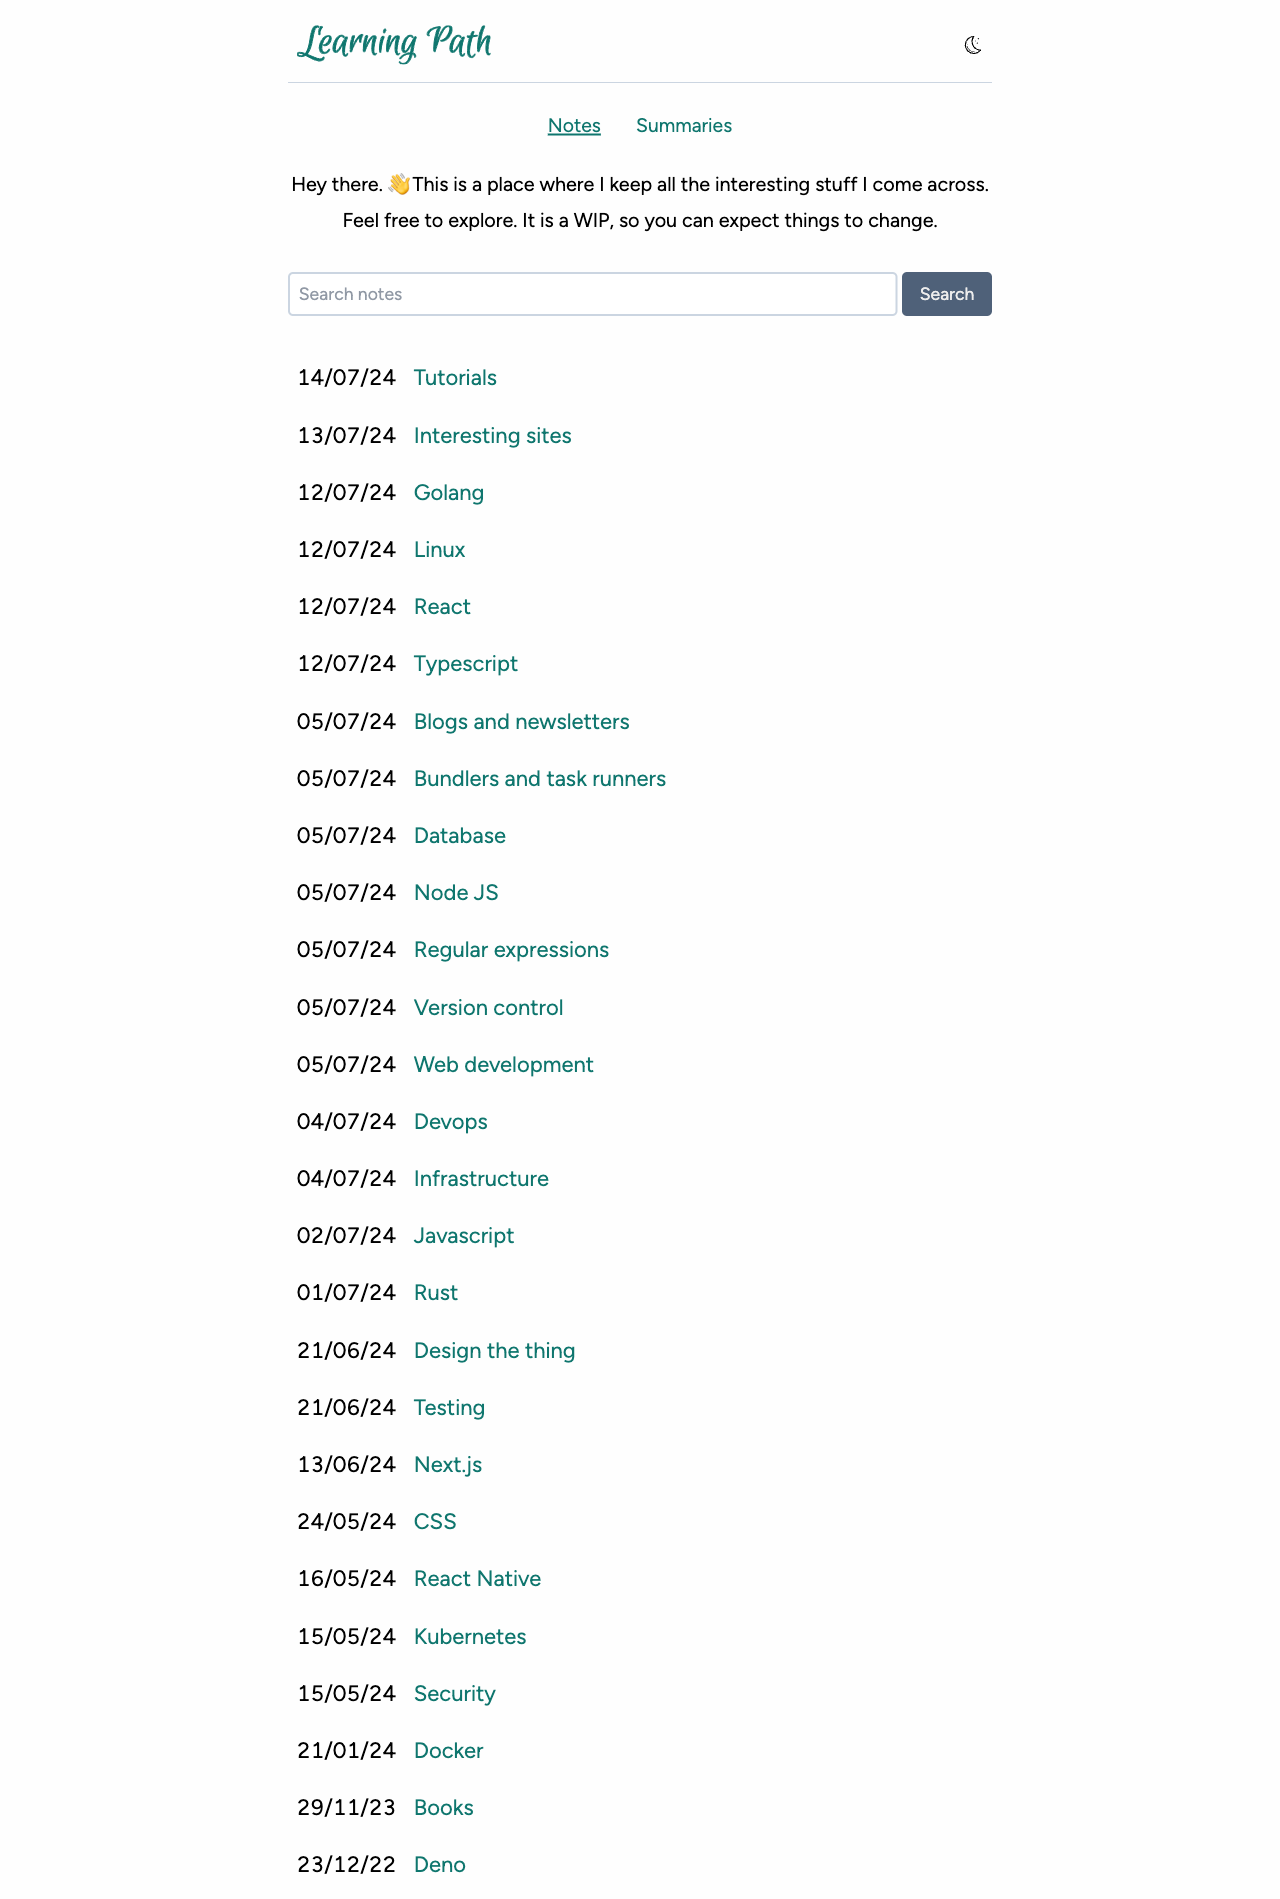 Learning Path
Notes Summaries
Hey there. 👋This is a place where I keep all the interesting stuff I come across.
Feel free to explore. It is a WIP, so you can expect things to change.
Search notes Search
14/07/24 Tutorials
13/07/24 Interesting sites
12/07/24 Golang
12/07/24 Linux
12/07/24 React
12/07/24 Typescript
05/07/24 Blogs and newsletters
05/07/24 Bundlers and task runners
05/07/24 Database
05/07/24 Node JS
05/07/24 Regular expressions
05/07/24 Version control
05/07/24 Web development
04/07/24 Devops
04/07/24 Infrastructure
02/07/24 Javascript
01/07/24 Rust
21/06/24 Design the thing
21/06/24 Testing
13/06/24 Next.js
24/05/24 CSS
16/05/24 React Native
15/05/24 Kubernetes
15/05/24 Security
21/01/24 Docker
29/11/23 Books
23/12/22 Deno